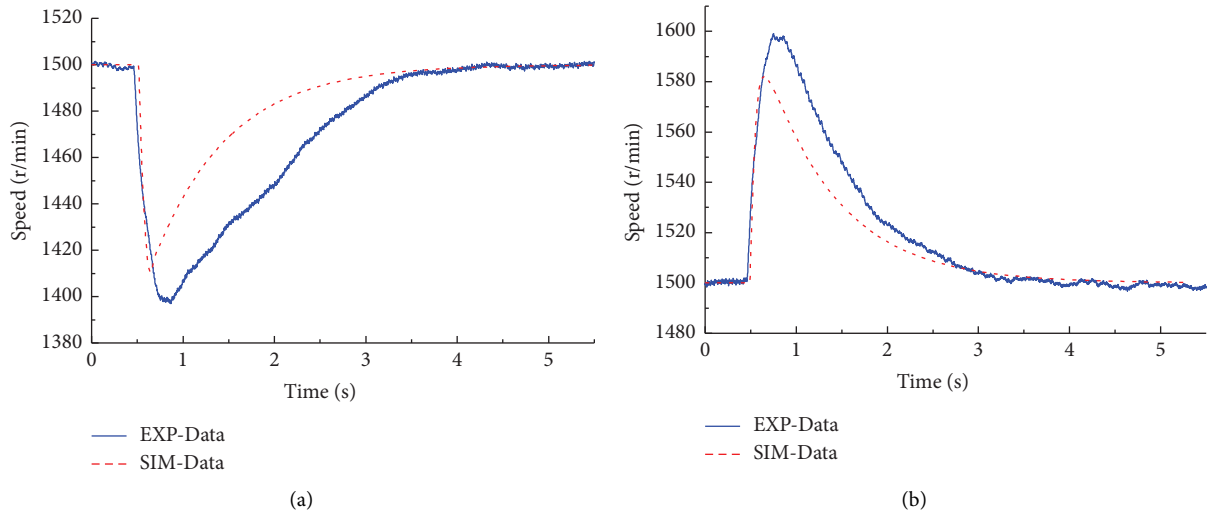 1520
1500
1480
1460
1440
1420
1400
1380
Speed (r/min)
0 1 2 3 4 5
Time (s)
EXP-Data
SIM-Data
(a)
1600
1580
1560
1540
1520
1500
1480
Speed (r/min)
0 1 2 3 4 5
Time (s)
EXP-Data
SIM-Data
(b)